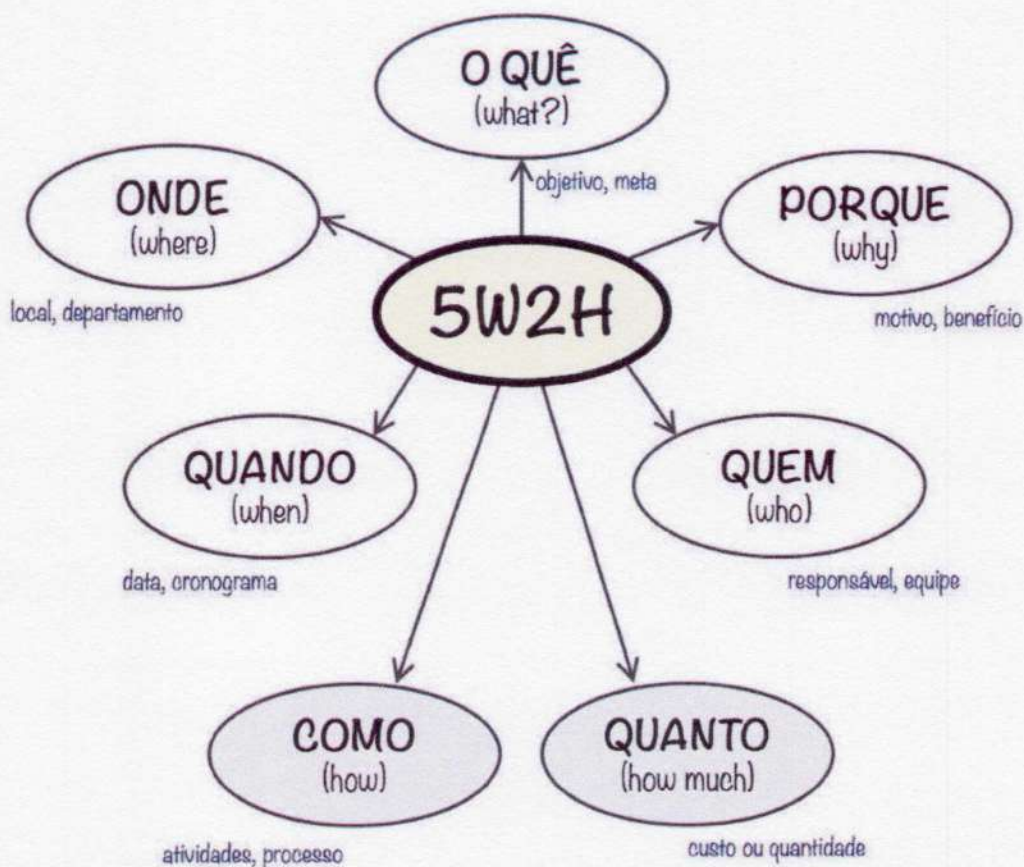 O QUÊ
(what?)
objetivo, meta
ONDE
(where)
local, departamento
PORQUE
(why)
motivo, benefício
5W2H
QUANDO
(when)
data, cronograma
QUEM
(who)
responsável, equipe
COMO
(how)
atividades, processo
QUANTO
(how much)
custo ou quantidade